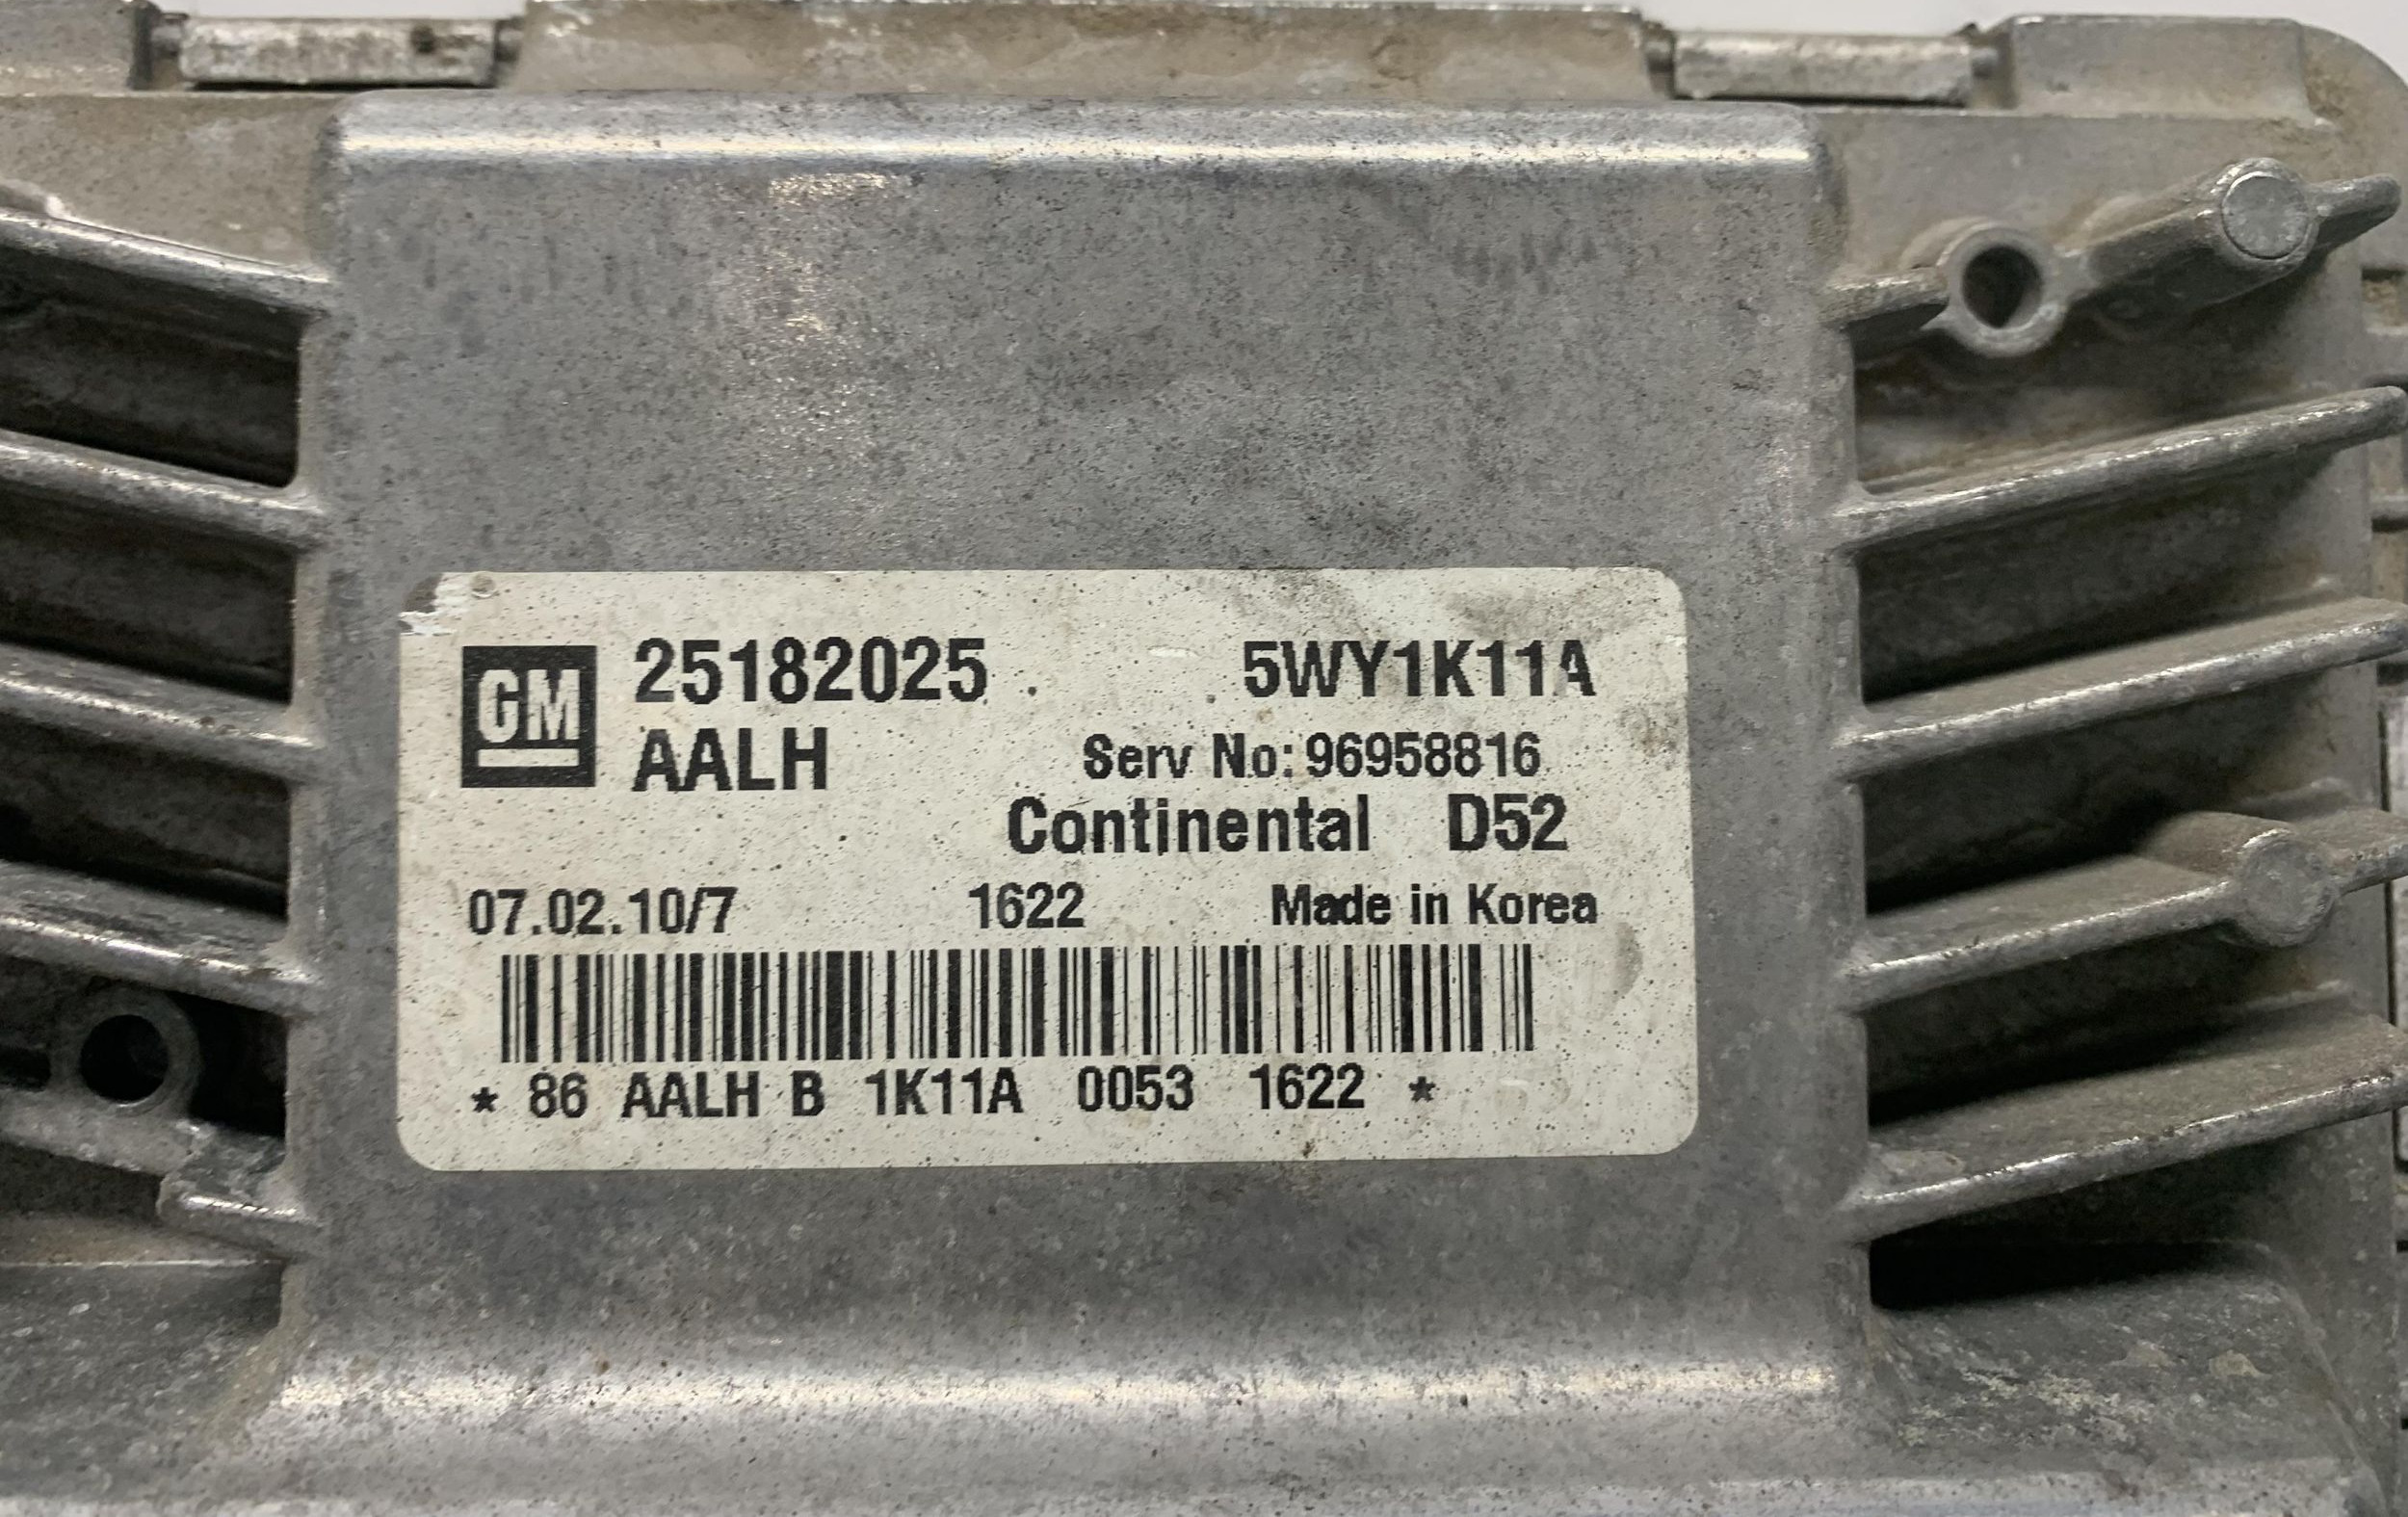 GM 25182025 5WY1K11A
AALH Serv No: 96958816
Continental D52
07.02.10/7 1622 Made in Korea
* 86 AALH B 1K11A 0053 1622 *